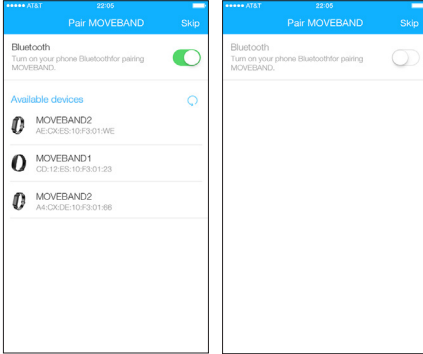 AT&T 22:05
Pair MOVEBAND Skip
Bluetooth
Turn on your phone Bluetoothfor pairing
MOVEBAND.
Available devices
MOVEBAND2
AE:CX:ES:10:F3:01:WE
MOVEBAND1
CD:12:ES:10:F3:01:23
MOVEBAND2
A4:CX:DE:10:F3:01:68
AT&T 22:05
Pair MOVEBAND Skip
Bluetooth
Turn on your phone Bluetoothfor pairing
MOVEBAND.